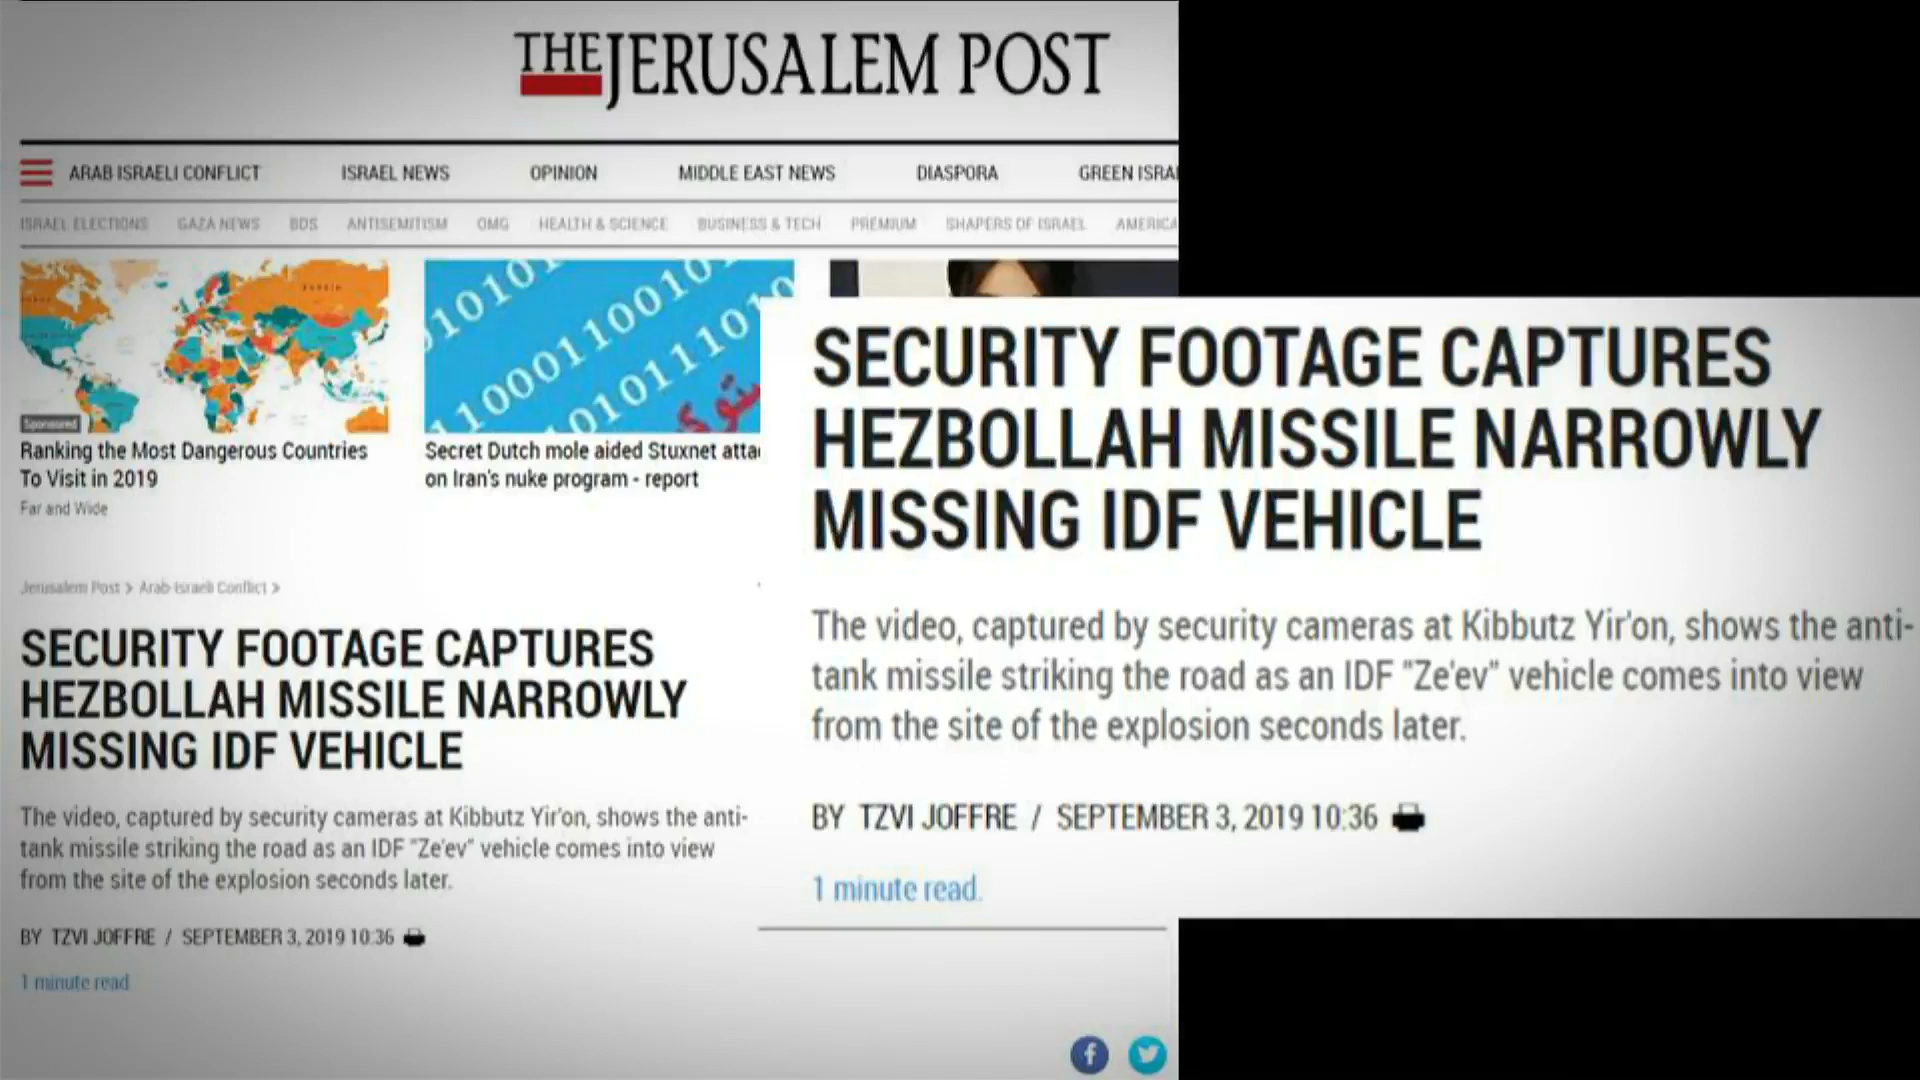 THE JERUSALEM POST
ARAB ISRAELI CONFLICT ISRAEL NEWS OPINION MIDDLE EAST NEWS DIASPORA GREEN ISRA
ISRAEL ELECTIONS GAZA NEWS BDS ANTISEMITISM OMG HEALTH & SCIENCE BUSINESS & TECH PREMIUM SHAPERS OF ISRAEL AMERICA
Sponsored
Ranking the Most Dangerous Countries
To Visit in 2019
Far and Wide
Secret Dutch mole aided Stuxnet atta
on Iran's nuke program - report
Jerusalem Post > Arab-Israeli Conflict >
SECURITY FOOTAGE CAPTURES
HEZBOLLAH MISSILE NARROWLY
MISSING IDF VEHICLE
The video, captured by security cameras at Kibbutz Yir'on, shows the anti-
tank missile striking the road as an IDF "Ze'ev" vehicle comes into view
from the site of the explosion seconds later.
BY TZVI JOFFRE / SEPTEMBER 3, 2019 10:36
1 minute read
SECURITY FOOTAGE CAPTURES
HEZBOLLAH MISSILE NARROWLY
MISSING IDF VEHICLE
The video, captured by security cameras at Kibbutz Yir'on, shows the anti-
tank missile striking the road as an IDF "Ze'ev" vehicle comes into view
from the site of the explosion seconds later.
BY TZVI JOFFRE / SEPTEMBER 3, 2019 10:36
1 minute read.